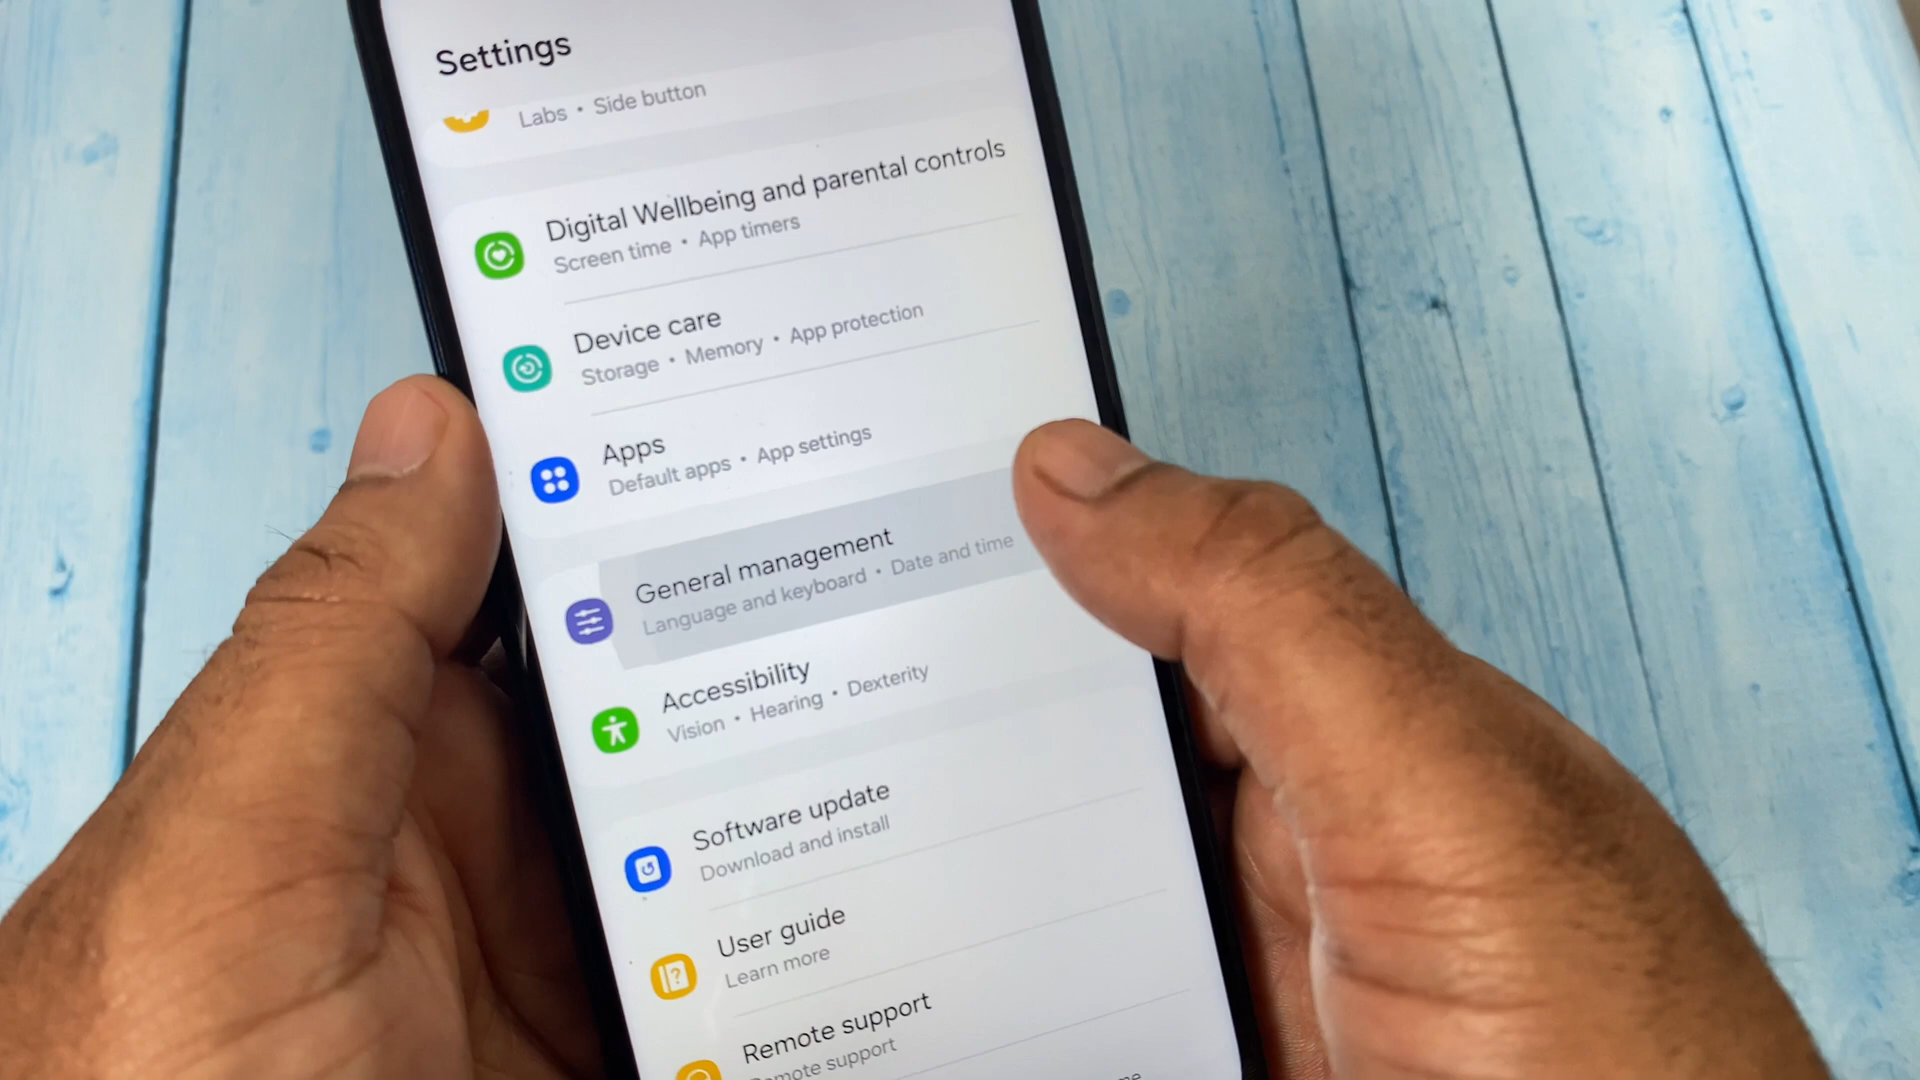 Settings
Labs • Side button
Digital Wellbeing and parental controls
Screen time • App timers
Device care
Storage • Memory • App protection
Apps
Default apps • App settings
General management
Language and keyboard • Date and time
Accessibility
Vision • Hearing • Dexterity
Software update
Download and install
User guide
Learn more
Remote support
Remote support